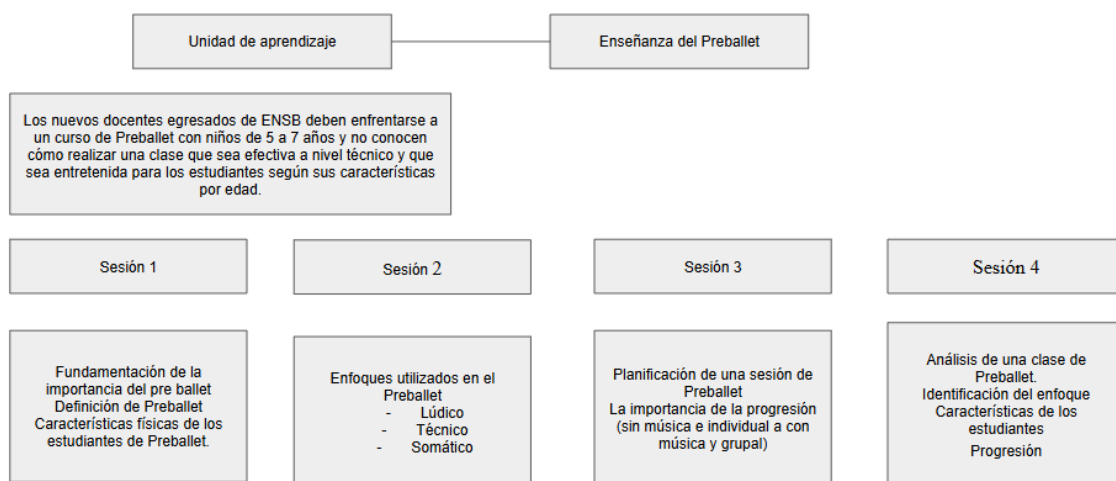 Unidad de aprendizaje
Enseñanza del Preballet
Los nuevos docentes egresados de ENSB deben enfrentarse a
un curso de Preballet con niños de 5 a 7 años y no conocen
cómo realizar una clase que sea efectiva a nivel técnico y que
sea entretenida para los estudiantes según sus características
por edad.
Sesión 1
Sesión 2
Sesión 3
Sesión 4
Fundamentación de la
importancia del pre ballet
Definición de Preballet
Características físicas de los
estudiantes de Preballet.
Enfoques utilizados en el
Preballet
- Lúdico
- Técnico
- Somático
Planificación de una sesión de
Preballet
La importancia de la progresión
(sin música e individual a con
música y grupal)
Análisis de una clase de
Preballet.
Identificación del enfoque
Características de los
estudiantes
Progresión